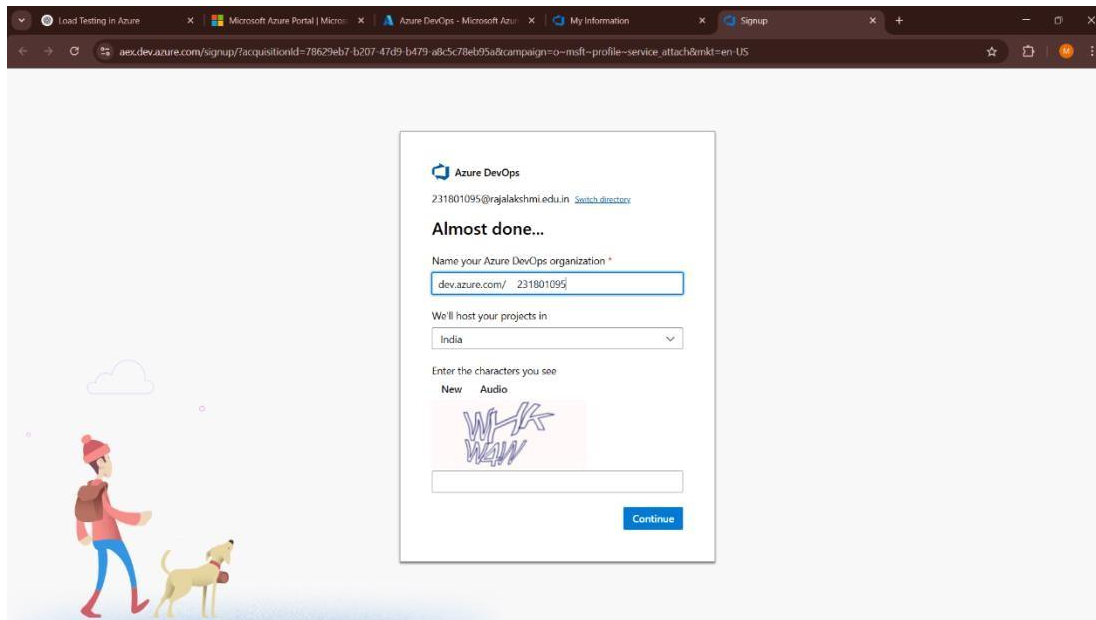 Load Testing in Azure
Microsoft Azure Portal | Micros
Azure DevOps - Microsoft Azur
My Information
Signup
aex.dev.azure.com/signup/?acquisitionId=78629eb7-b207-47d9-b479-a8c5c78eb95a&campaign=o~msft~profile~service_attach&mkt=en-US
M
Azure DevOps
231801095@rajalakshmi.edu.in Switch directory
Almost done...
Name your Azure DevOps organization *
dev.azure.com/ 231801095
We'll host your projects in
India
Enter the characters you see
New Audio
Continue